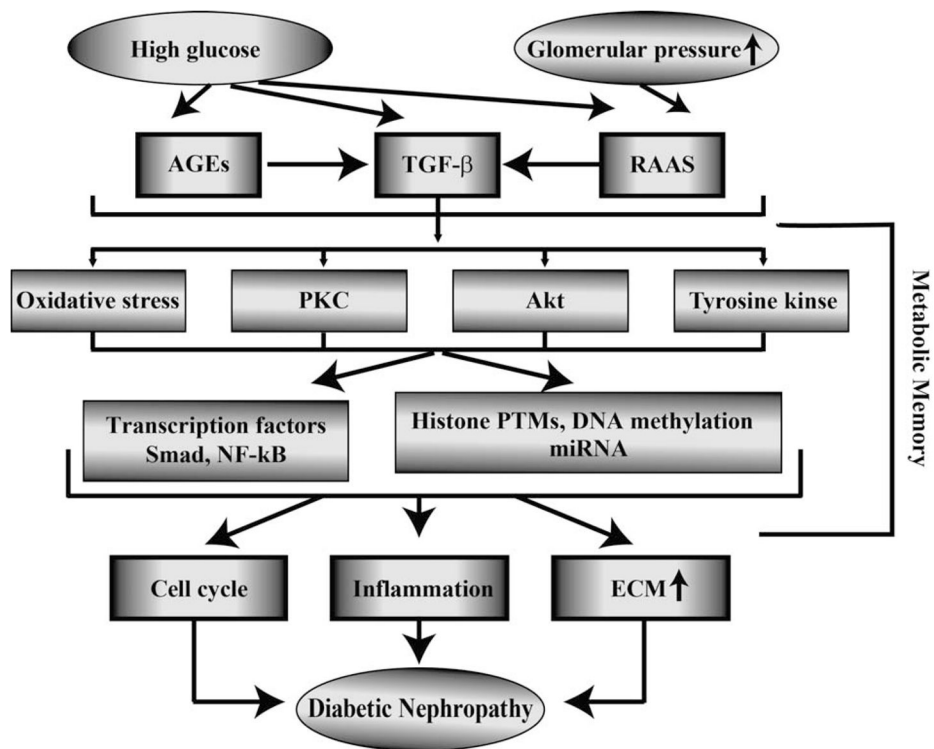 High glucose
Glomerular pressure
AGEs
TGF-β
RAAS
Oxidative stress
PKC
Akt
Tyrosine kinse
Metabolic Memory
Transcription factors
Smad, NF-kB
Histone PTMs, DNA methylation
miRNA
Cell cycle
Inflammation
ECM
Diabetic Nephropathy